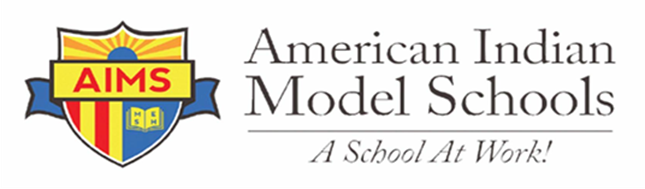 AIMS
American Indian
Model Schools
A School At Work!